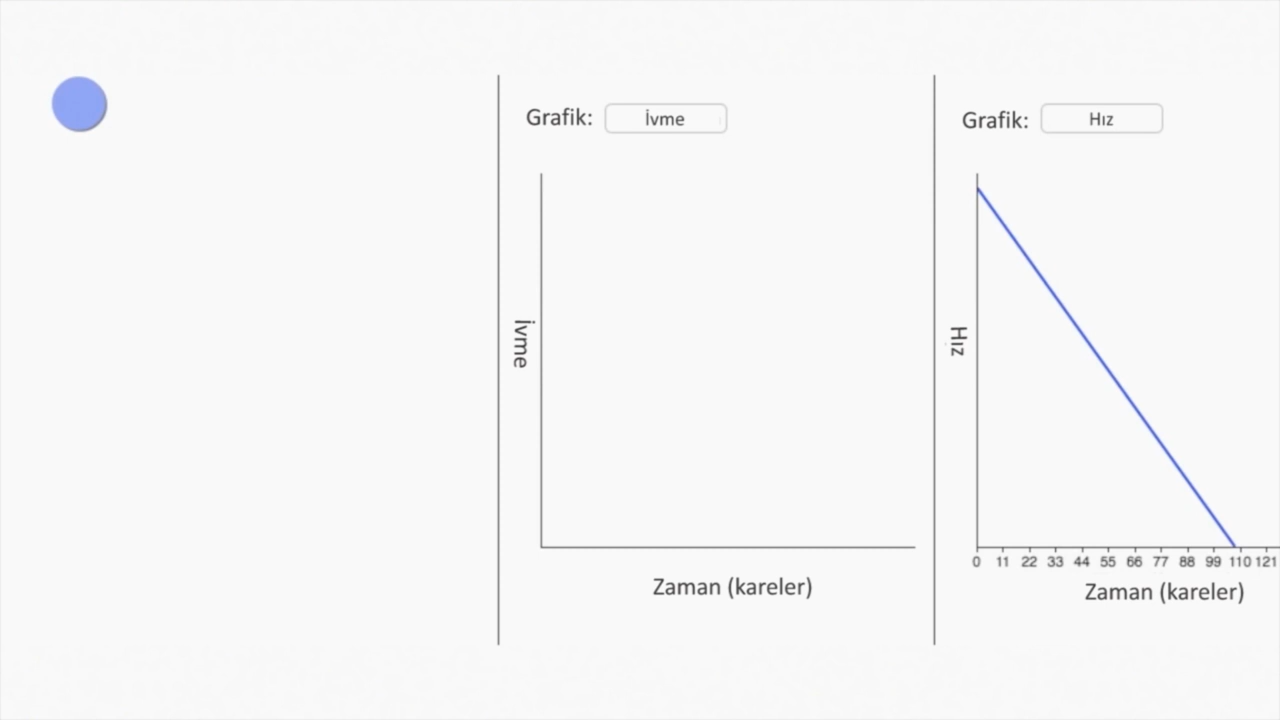 Grafik: İvme
İvme
Zaman (kareler)
Grafik: Hız
Hız
0 11 22 33 44 55 66 77 88 99 110 121
Zaman (kareler)